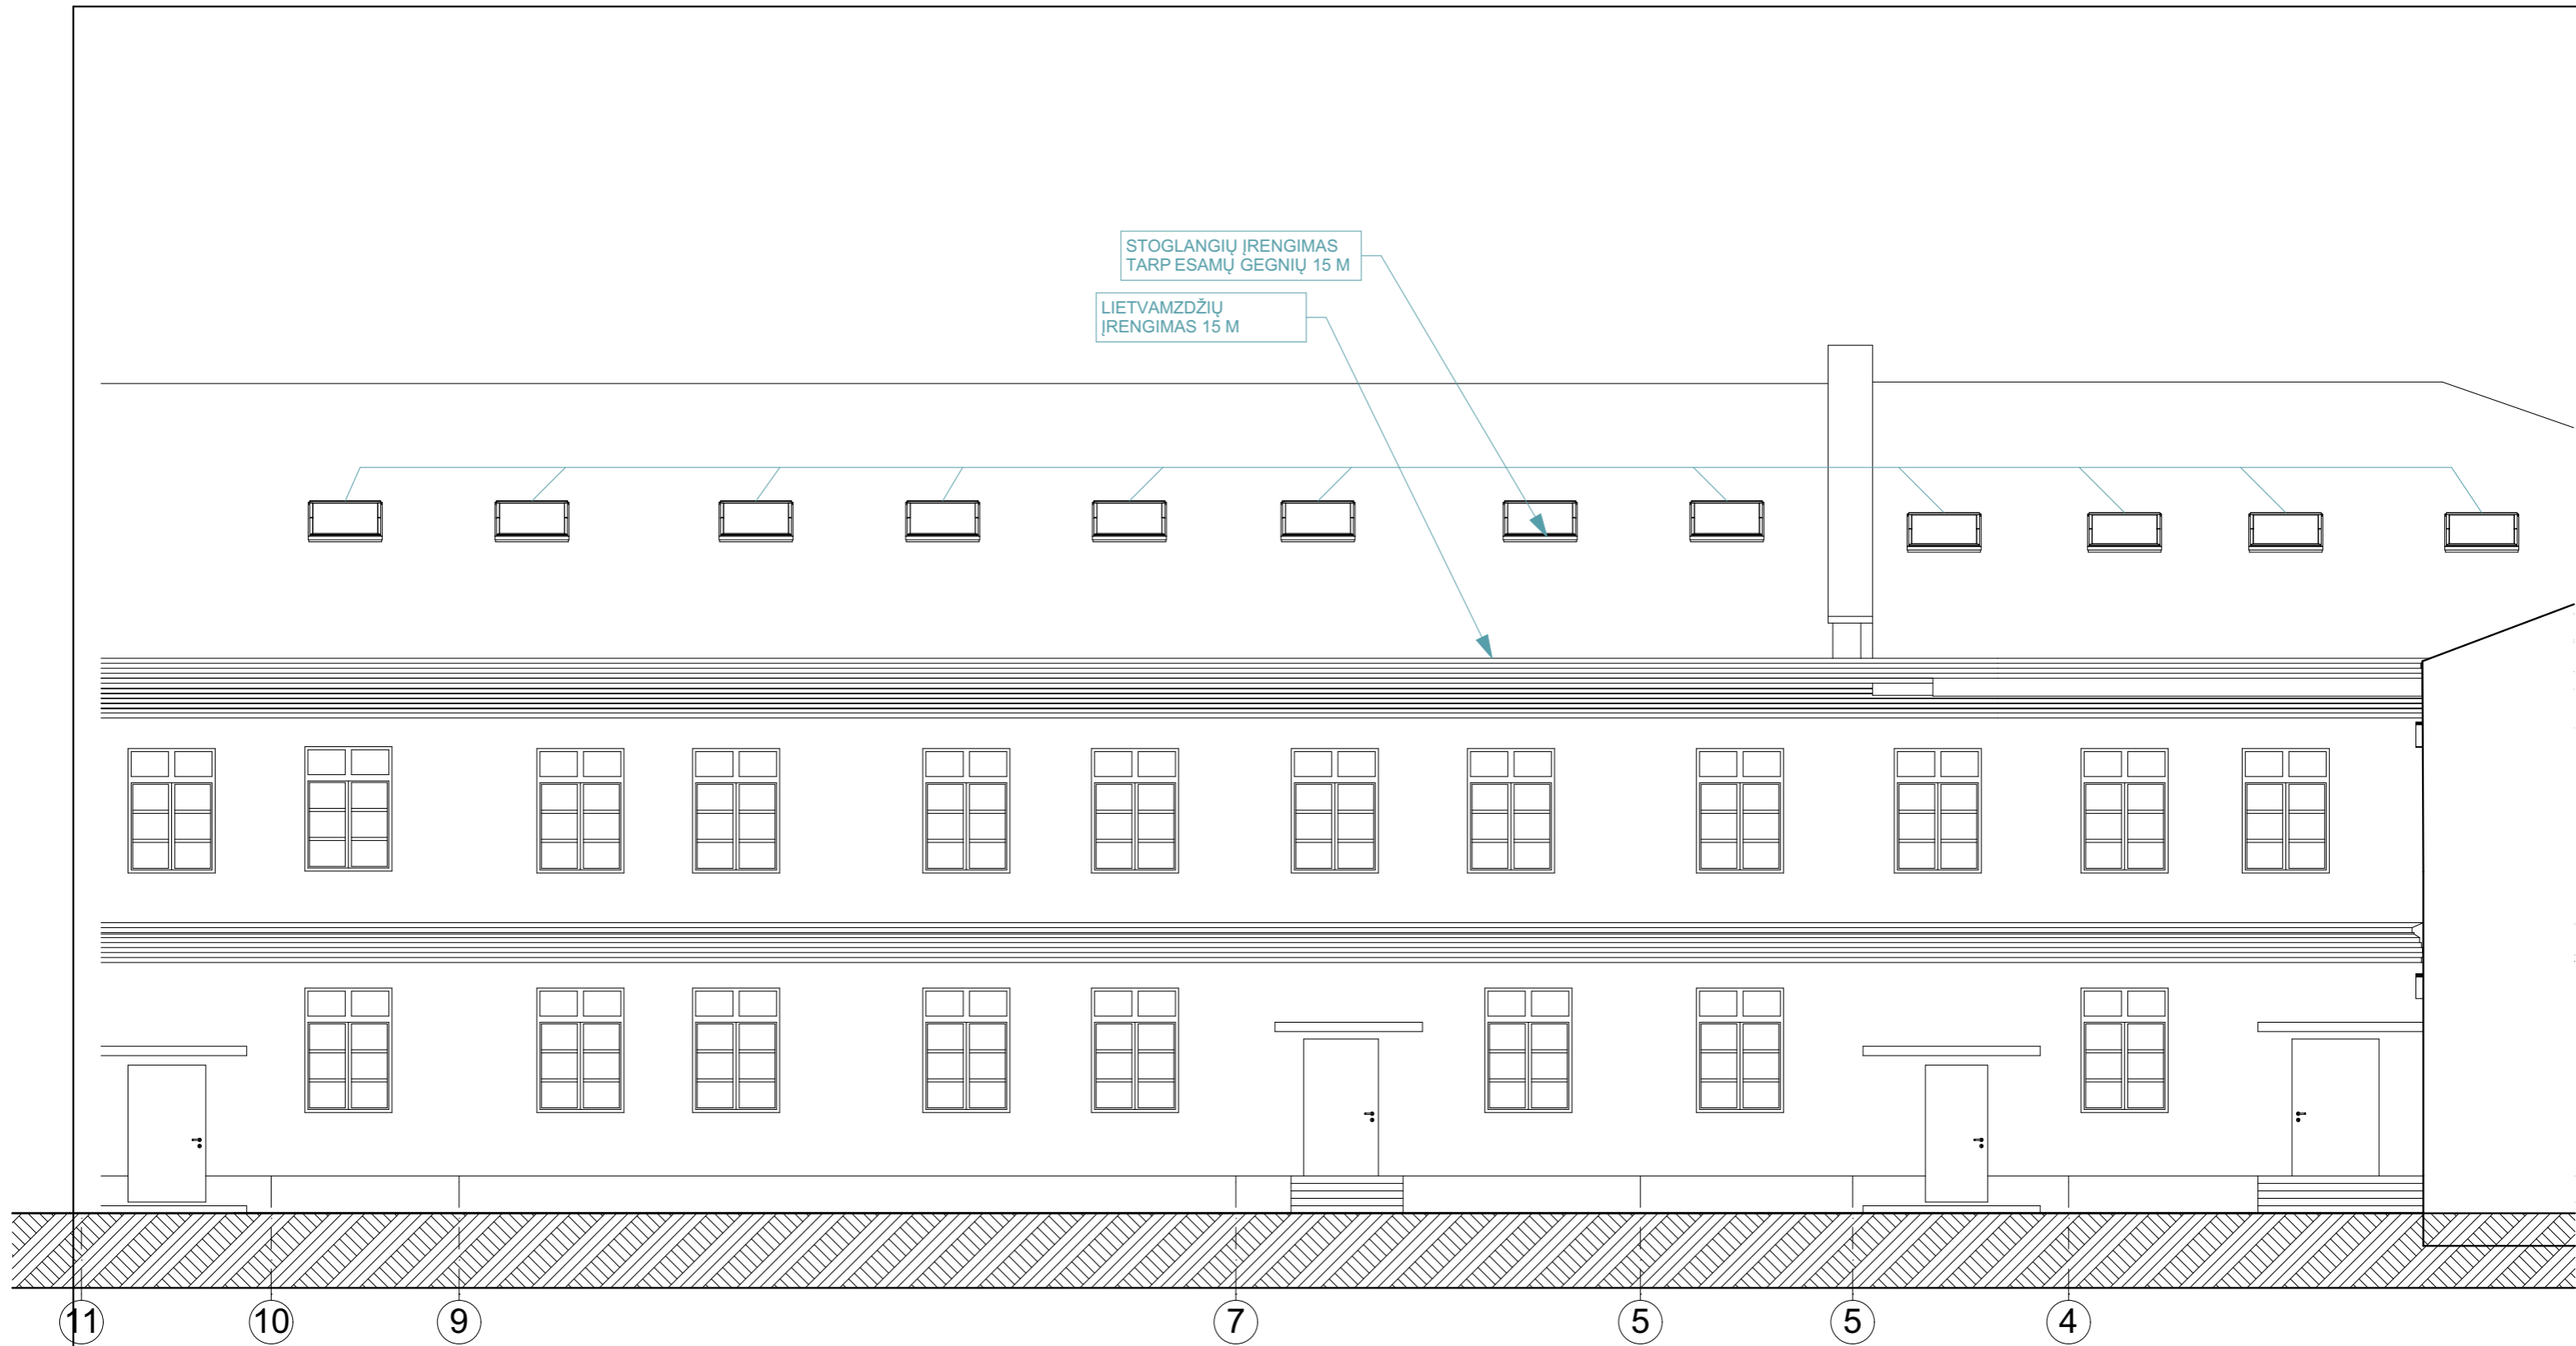 STOGLANGIŲ ĮRENGIMAS
TARP ESAMŲ GEGNIŲ 15 M
LIETVAMZDŽIŲ
ĮRENGIMAS 15 M
11 10 9 7 5 5 4